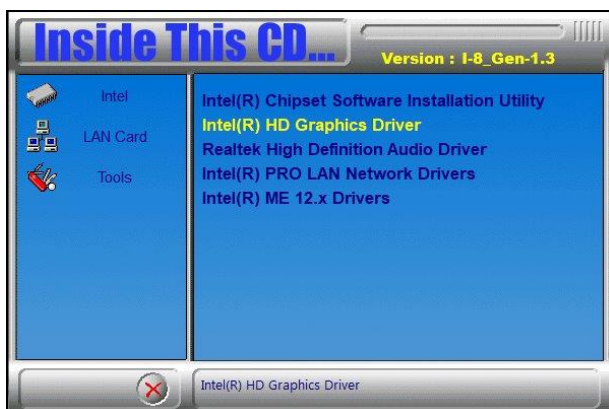 Inside This CD...
Version : I-8_Gen-1.3
Intel
LAN Card
Tools
Intel(R) Chipset Software Installation Utility
Intel(R) HD Graphics Driver
Realtek High Definition Audio Driver
Intel(R) PRO LAN Network Drivers
Intel(R) ME 12.x Drivers
Intel(R) HD Graphics Driver